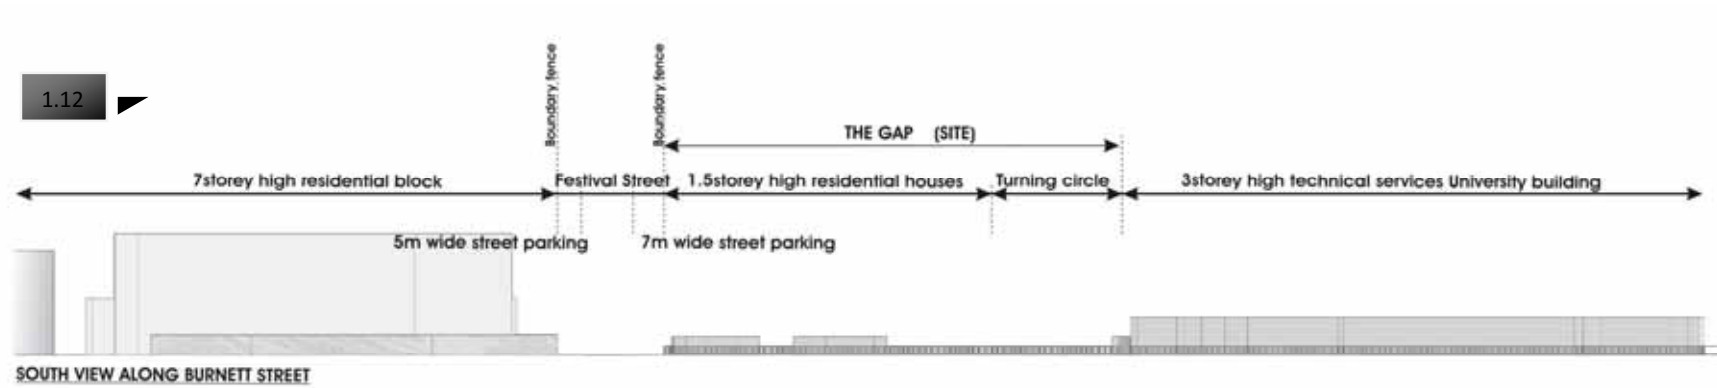 1.12
Boundary fence
Boundary fence
THE GAP (SITE)
7storey high residential block
Festival Street
1.5storey high residential houses
Turning circle
3storey high technical services University building
5m wide street parking
7m wide street parking
SOUTH VIEW ALONG BURNETT STREET